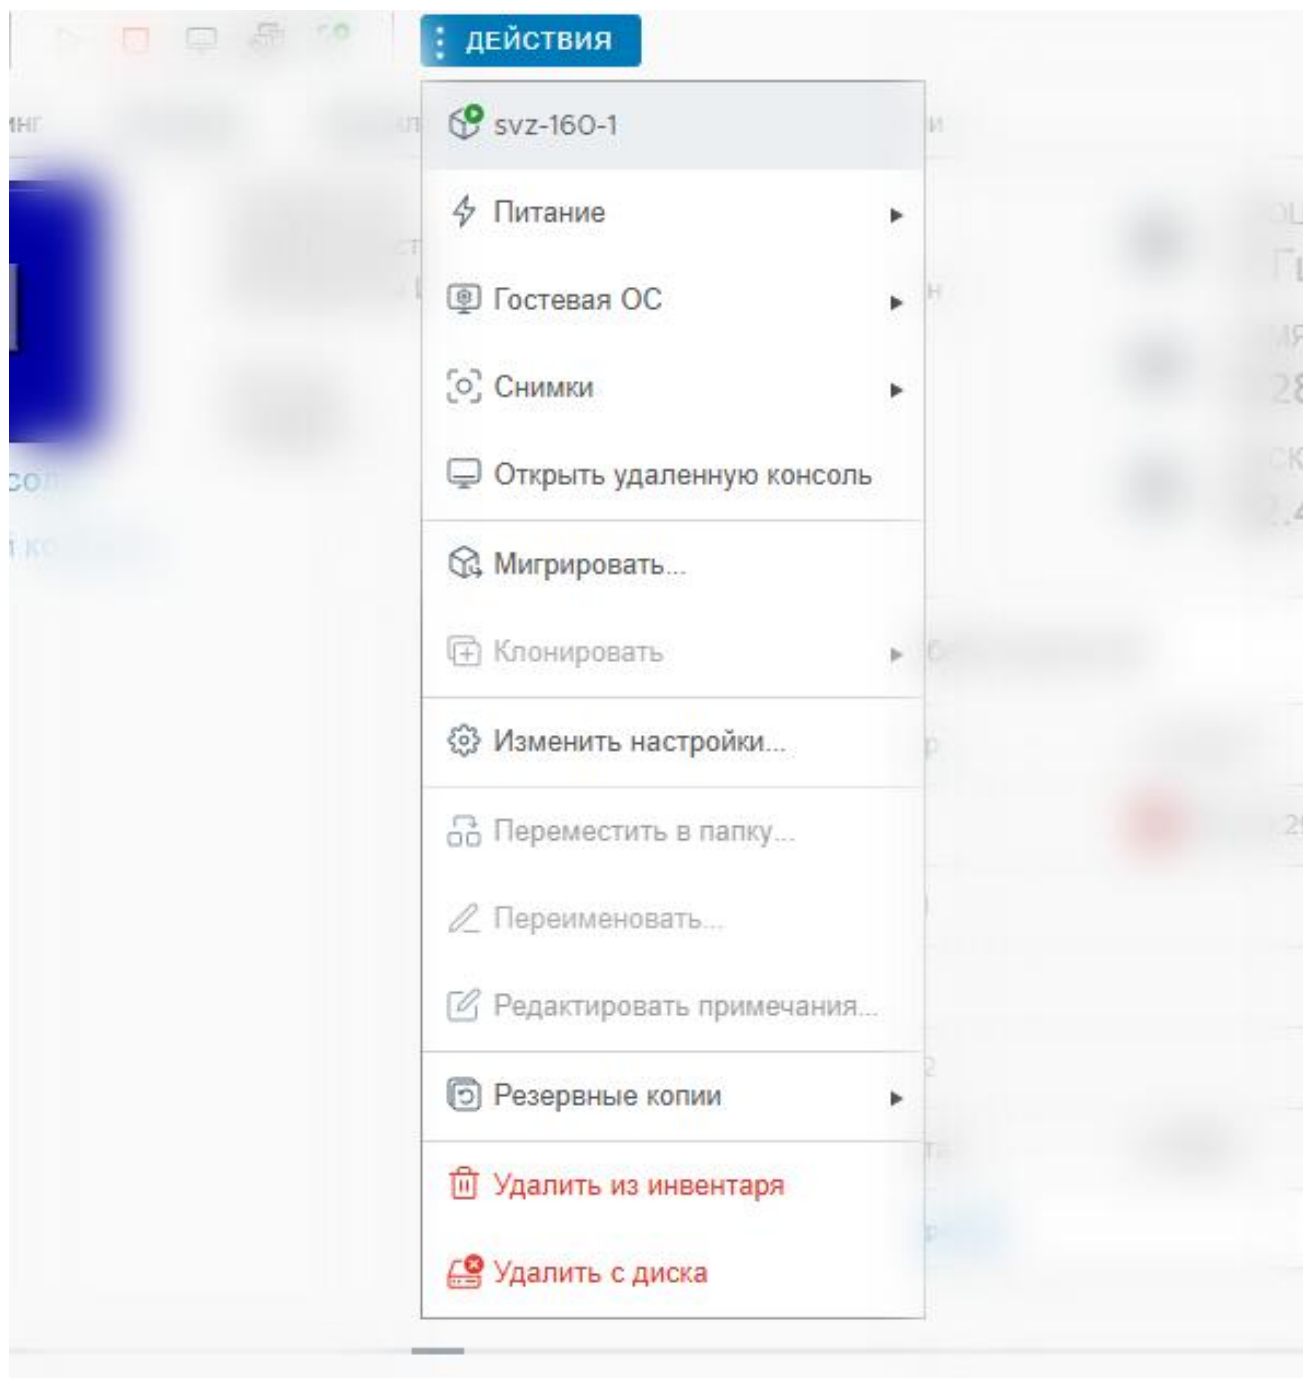 ДЕЙСТВИЯ
svz-160-1
Питание
Гостевая ОС
Снимки
Открыть удаленную консоль
Мигрировать...
Клонировать
Изменить настройки...
Переместить в папку...
Переименовать...
Редактировать примечания...
Резервные копии
Удалить из инвентаря
Удалить с диска